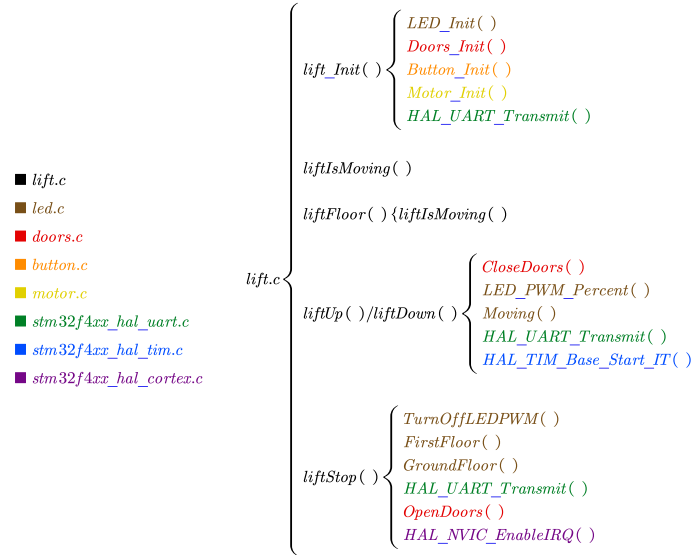 lift.c
led.c
doors.c
button.c
motor.c
stm32f4xx_hal_uart.c
stm32f4xx_hal_tim.c
stm32f4xx_hal_cortex.c
lift.c
lift_Init( )
LED_Init( )
Doors_Init( )
Button_Init( )
Motor_Init( )
HAL_UART_Transmit( )
liftIsMoving( )
liftFloor( ){liftIsMoving( )
liftUp( )/liftDown( )
CloseDoors( )
LED_PWM_Percent( )
Moving( )
HAL_UART_Transmit( )
HAL_TIM_Base_Start_IT( )
liftStop( )
TurnOffLEDPWM( )
FirstFloor( )
GroundFloor( )
HAL_UART_Transmit( )
OpenDoors( )
HAL_NVIC_EnableIRQ( )